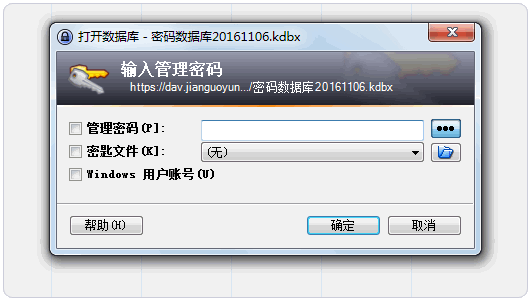 打开数据库 - 密码数据库20161106.kdbx
输入管理密码
https://dav.jianguoyun.../密码数据库20161106.kdbx
管理密码(P):
密匙文件(K):
(无)
Windows 用户账号(U)
帮助(H)
确定
取消